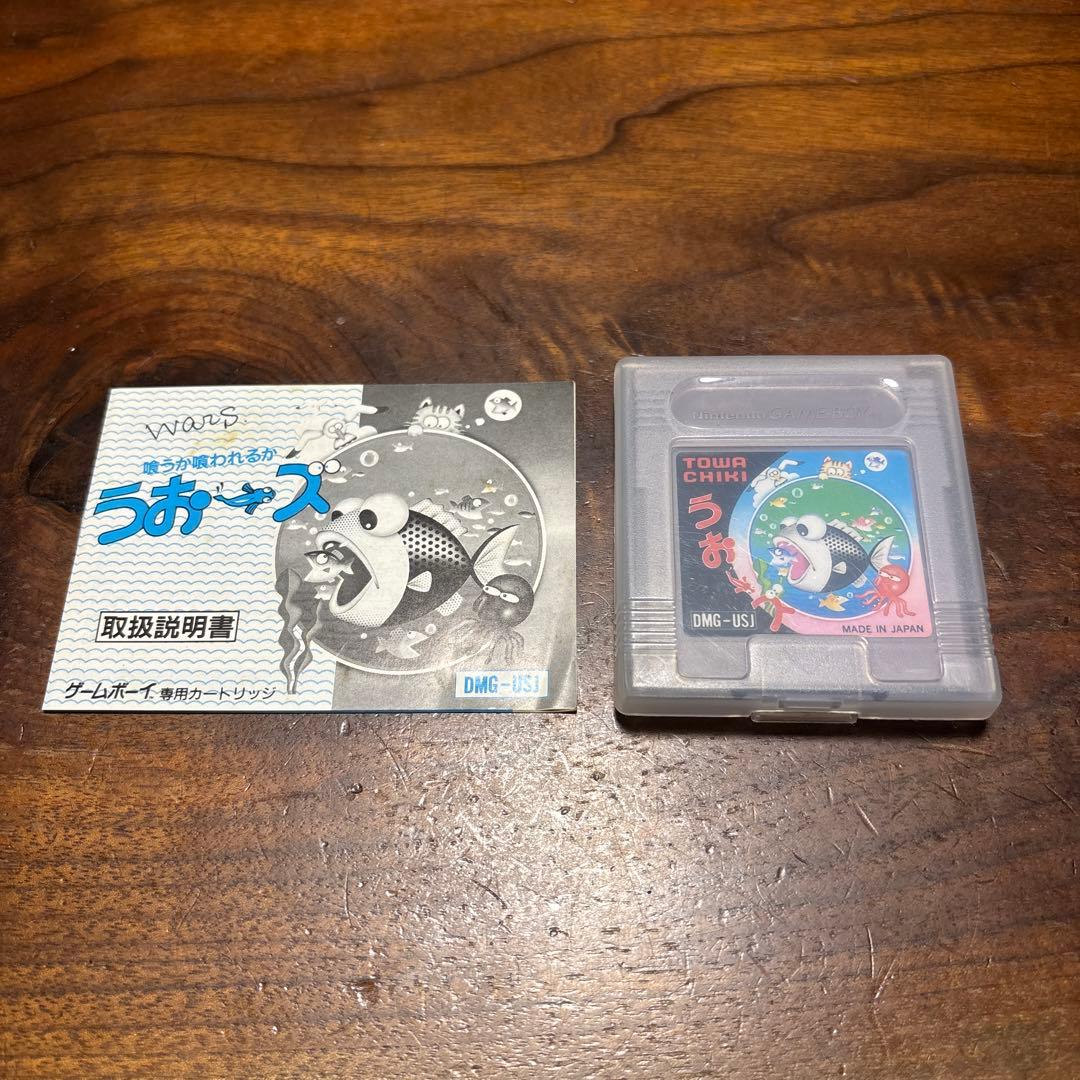 wars.
喰うか喰われるか
うお〜ズ
取扱説明書
ゲームボーイ専用カートリッジ
DMG-USJ
Nintendo GAME BOY
TOWA
CHIKI
うお〜ズ
DMG-USJ
MADE IN JAPAN